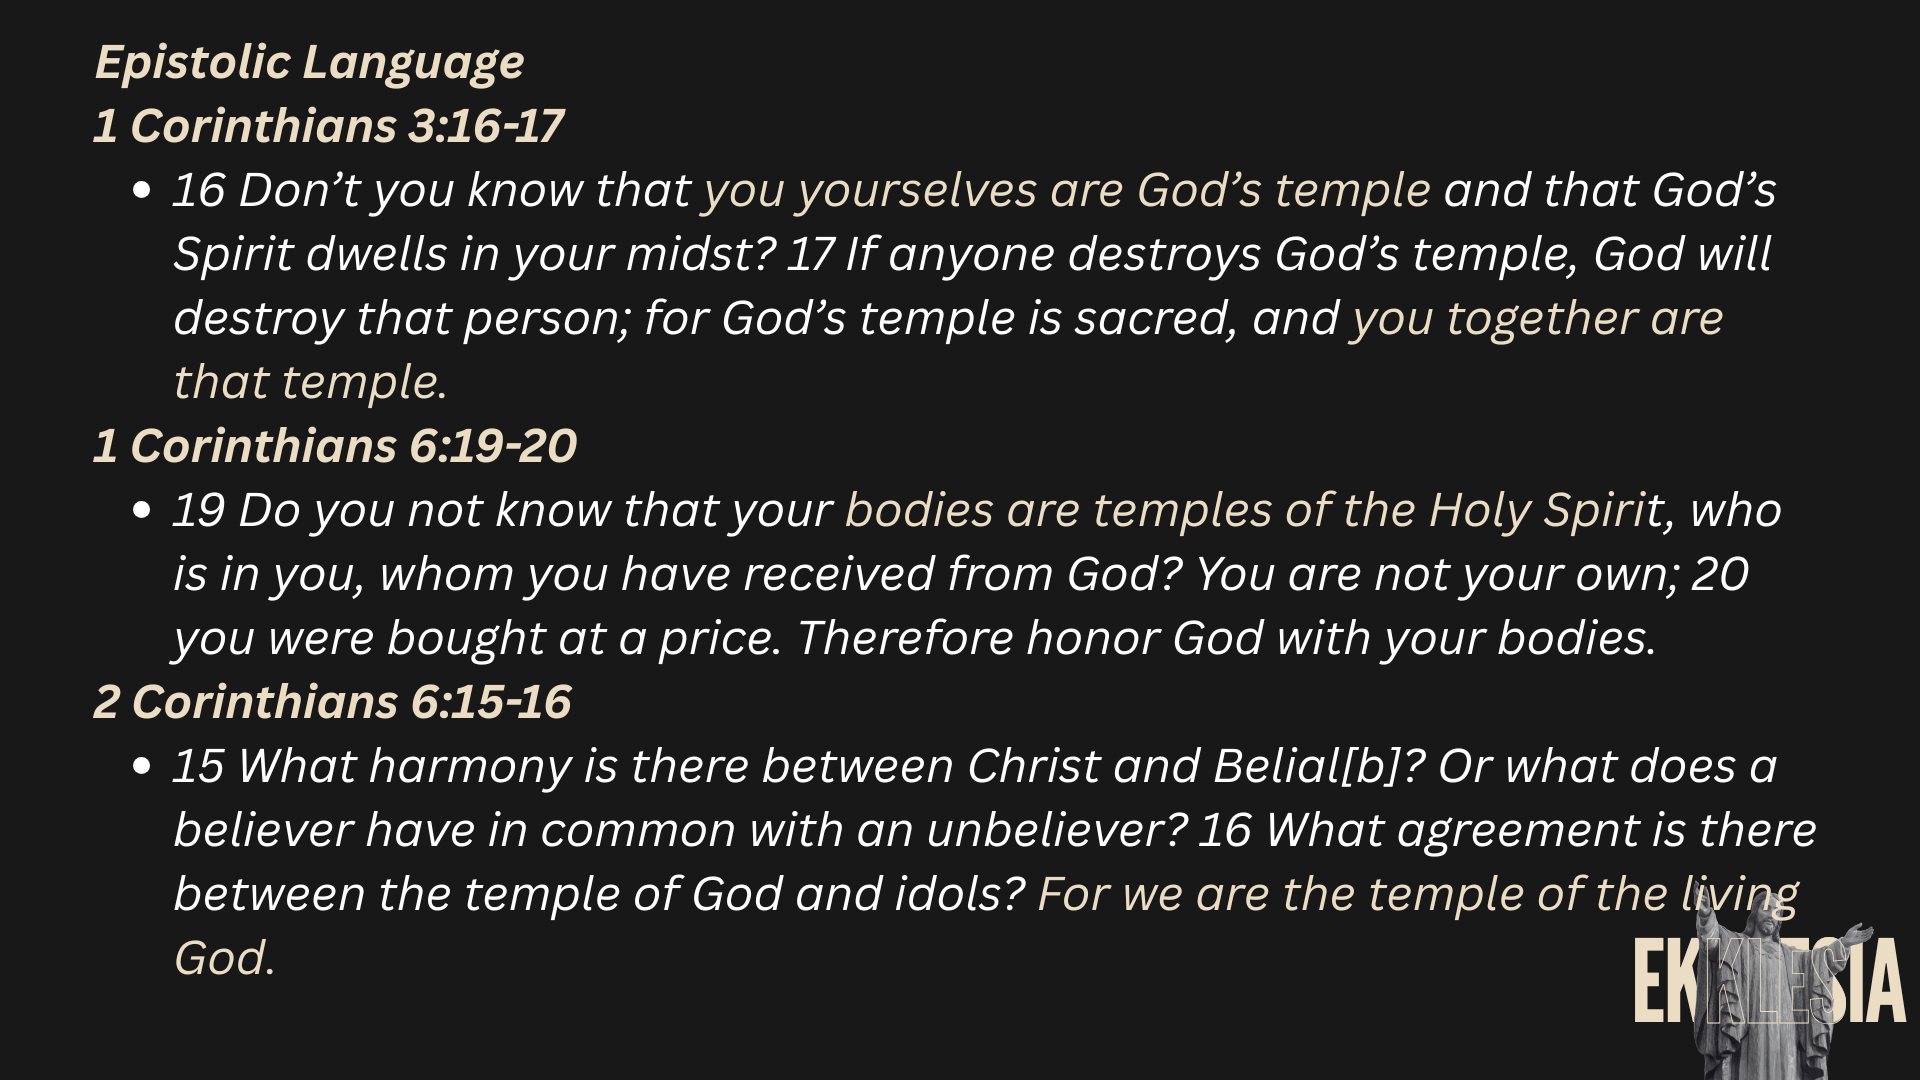 Epistolic Language
1 Corinthians 3:16-17
• 16 Don’t you know that you yourselves are God’s temple and that God’s
Spirit dwells in your midst? 17 If anyone destroys God’s temple, God will
destroy that person; for God’s temple is sacred, and you together are
that temple.
1 Corinthians 6:19-20
• 19 Do you not know that your bodies are temples of the Holy Spirit, who
is in you, whom you have received from God? You are not your own; 20
you were bought at a price. Therefore honor God with your bodies.
2 Corinthians 6:15-16
• 15 What harmony is there between Christ and Belial[b]? Or what does a
believer have in common with an unbeliever? 16 What agreement is there
between the temple of God and idols? For we are the temple of the living
God.
EKKLESIA